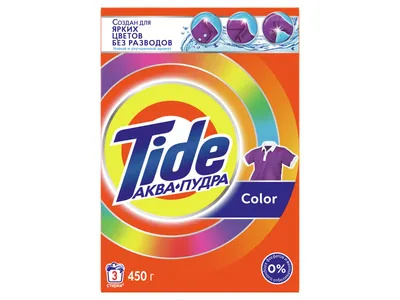 СОЗДАН ДЛЯ
ЯРКИХ
ЦВЕТОВ
БЕЗ РАЗВОДОВ
Tide
АКВА•ПУДРА
Color
3
450 г
0%